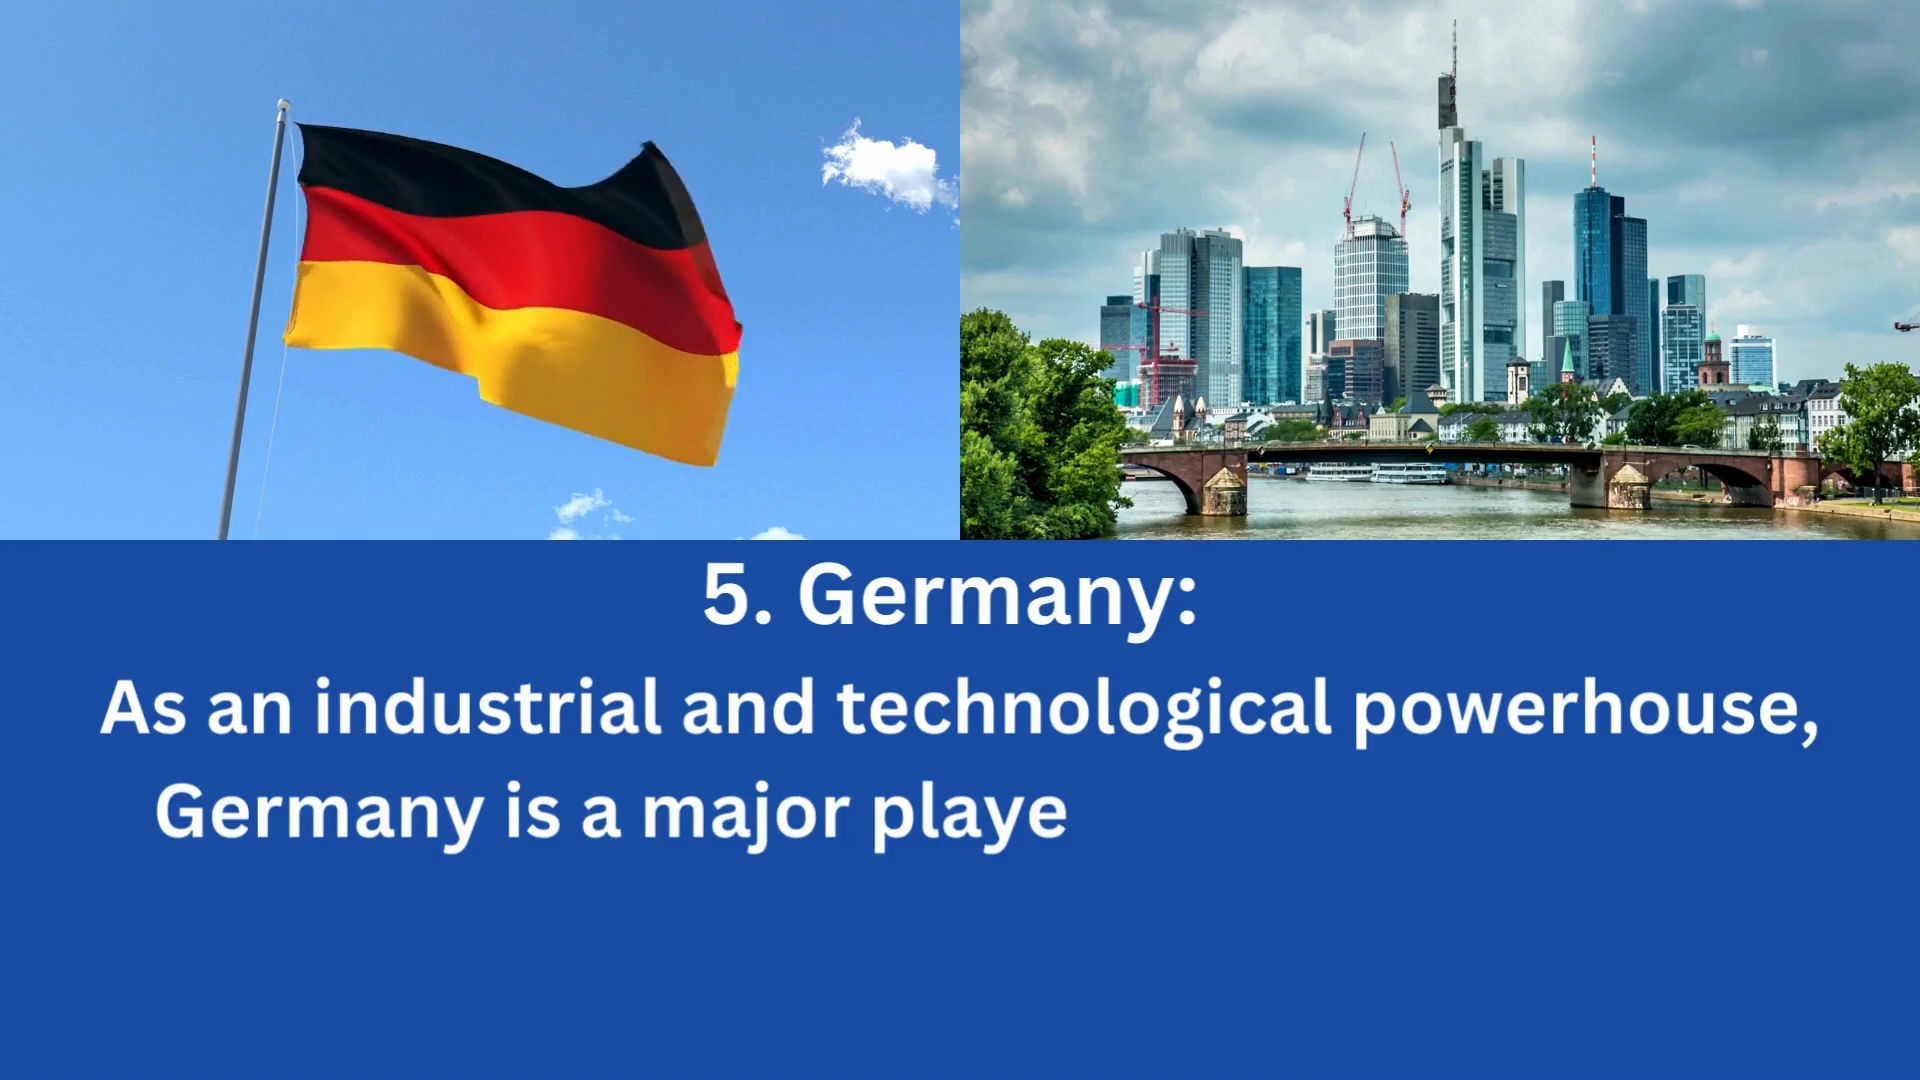 5. Germany:
As an industrial and technological powerhouse,
Germany is a major playe